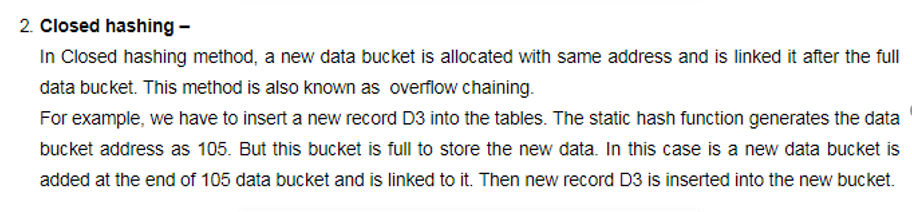 2. Closed hashing –
In Closed hashing method, a new data bucket is allocated with same address and is linked it after the full
data bucket. This method is also known as overflow chaining.
For example, we have to insert a new record D3 into the tables. The static hash function generates the data
bucket address as 105. But this bucket is full to store the new data. In this case is a new data bucket is
added at the end of 105 data bucket and is linked to it. Then new record D3 is inserted into the new bucket.